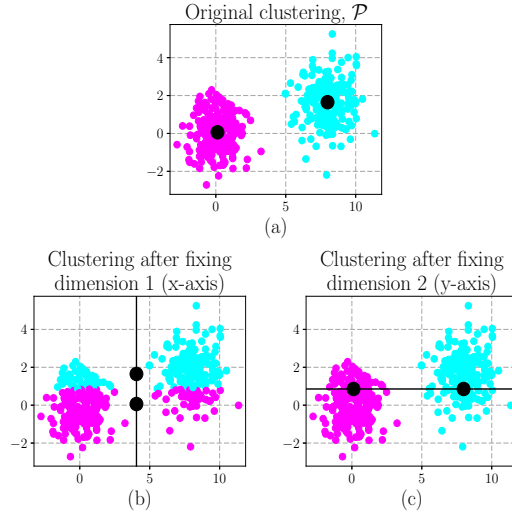 Original clustering, 𝒫
4
2
0
−2
0
5
10
(a)
Clustering after fixing
dimension 1 (x-axis)
4
2
0
−2
0
5
10
(b)
Clustering after fixing
dimension 2 (y-axis)
4
2
0
−2
0
5
10
(c)